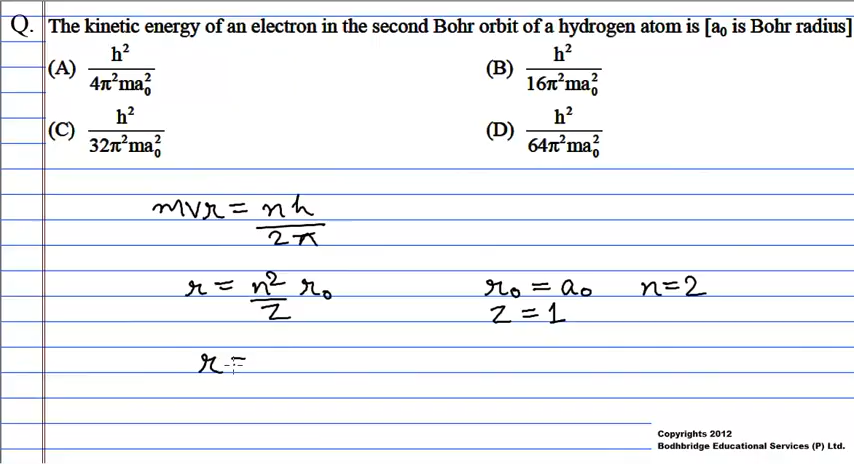 Q. The kinetic energy of an electron in the second Bohr orbit of a hydrogen atom is [a₀ is Bohr radius]
(A) h²/4π²ma₀² (B) h²/16π²ma₀²
(C) h²/32π²ma₀² (D) h²/64π²ma₀²
mvr = nh/2π
r = n²/Z r₀ r₀ = a₀ n=2
Z = 1
r =
Copyrights 2012
Bodhbridge Educational Services (P) Ltd.